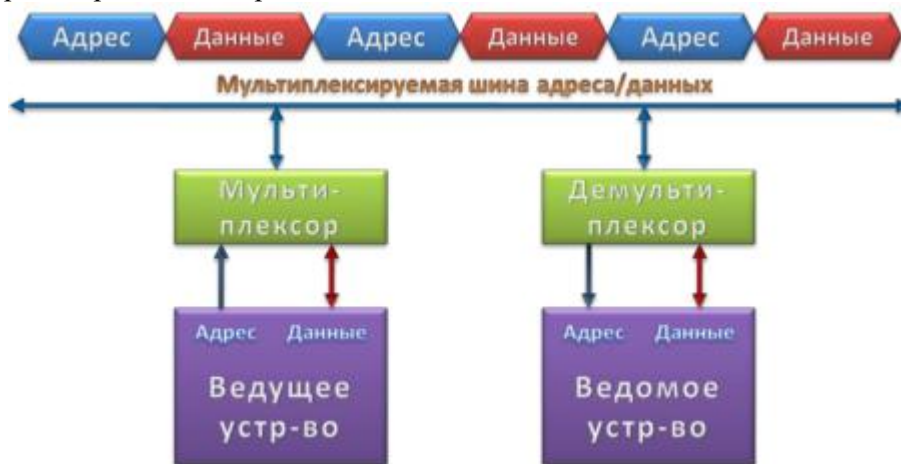 Адрес Данные Адрес Данные Адрес Данные
Мультиплексируемая шина адреса/данных
Мульти-
плексор
Демульти-
плексор
Адрес Данные
Ведущее
устр-во
Адрес Данные
Ведомое
устр-во